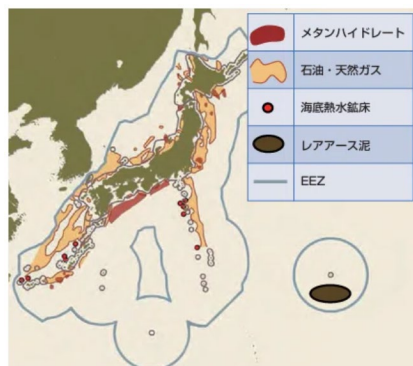 メタンハイドレート
石油・天然ガス
海底熱水鉱床
レアアース泥
EEZ